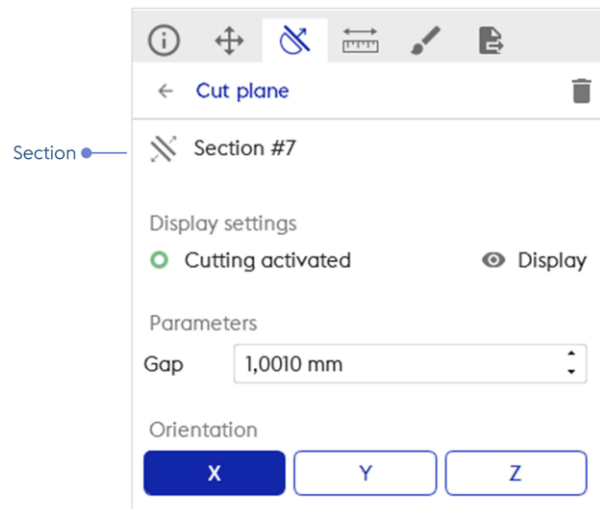 Cut plane
Section
Section #7
Display settings
Cutting activated
Display
Parameters
Gap
1,0010 mm
Orientation
X
Y
Z